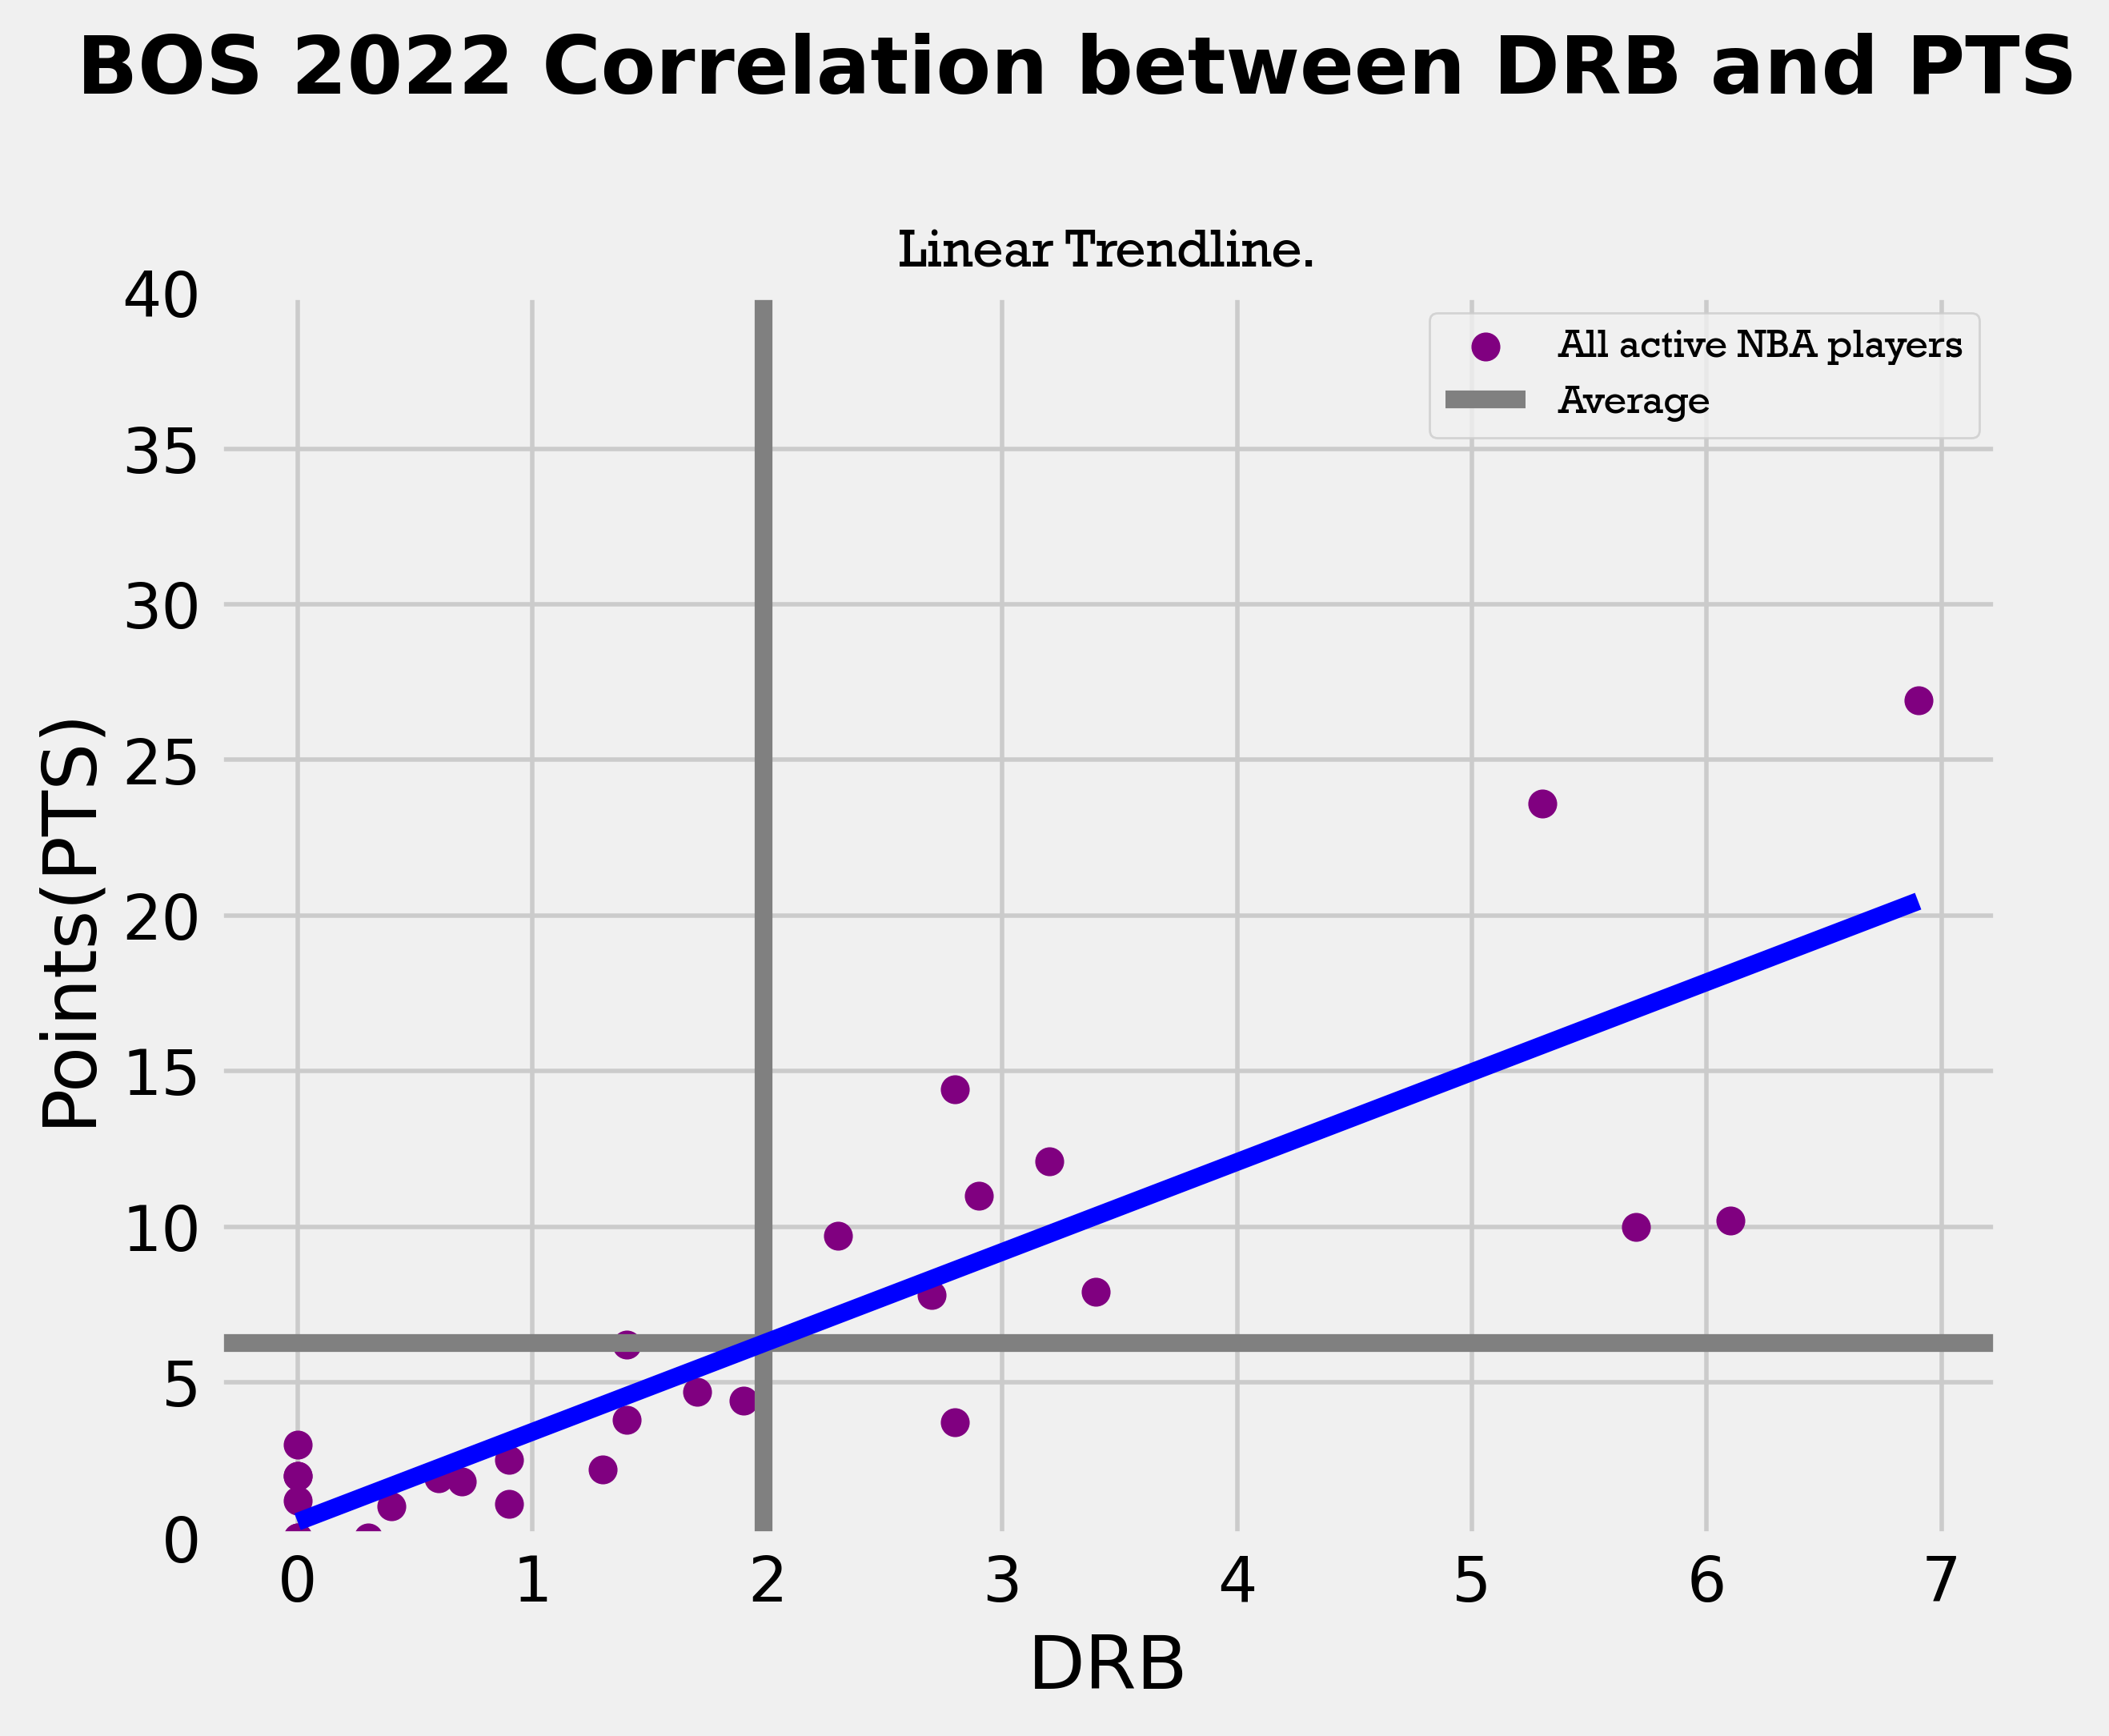 BOS 2022 Correlation between DRB and PTS
Linear Trendline.
All active NBA players
Average
Points(PTS)
40
35
30
25
20
15
10
5
0
0 1 2 3 4 5 6 7
DRB